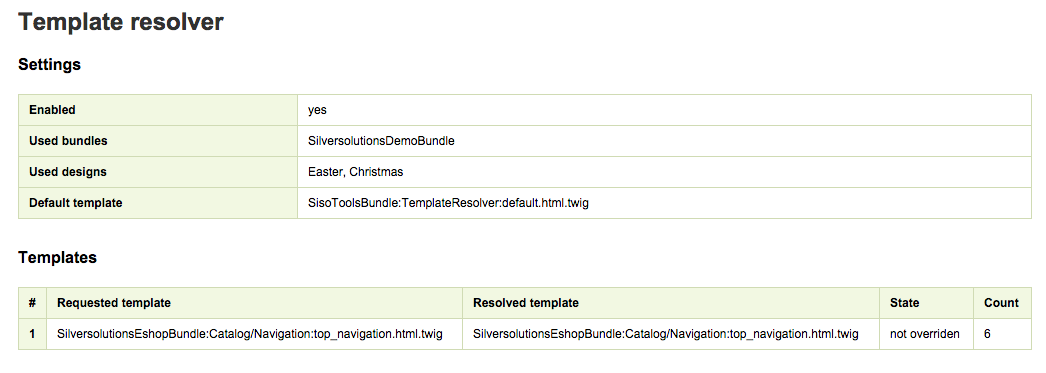 Template resolver
Settings
Enabled yes
Used bundles SilversolutionsDemoBundle
Used designs Easter, Christmas
Default template SisoToolsBundle:TemplateResolver:default.html.twig
Templates
# Requested template Resolved template State Count
1 SilversolutionsEshopBundle:Catalog/Navigation:top_navigation.html.twig SilversolutionsEshopBundle:Catalog/Navigation:top_navigation.html.twig not overriden 6